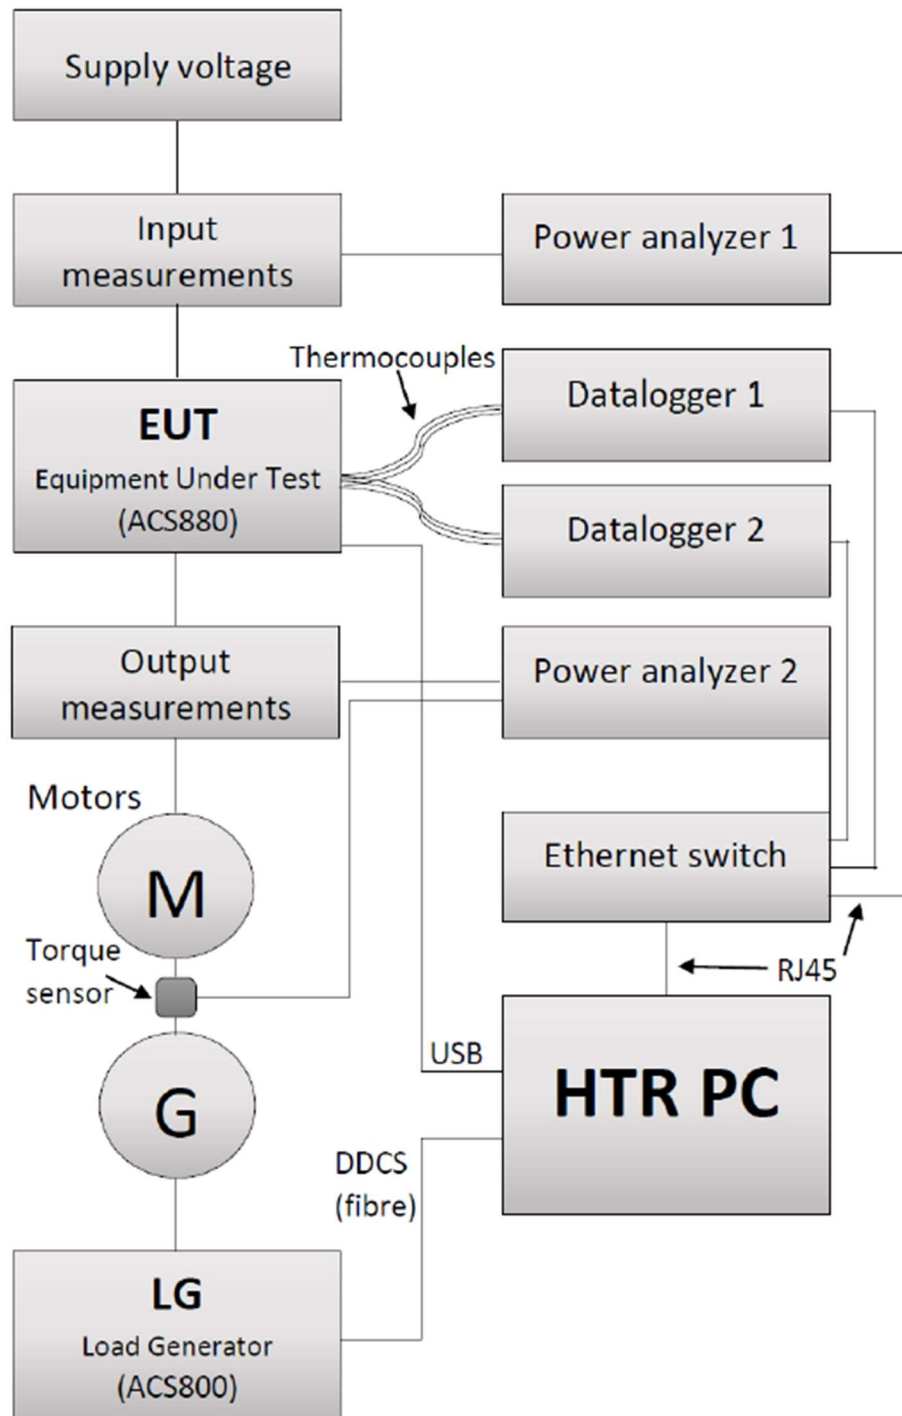 Supply voltage
Input
measurements
Power analyzer 1
Thermocouples
EUT
Equipment Under Test
(ACS880)
Datalogger 1
Datalogger 2
Output
measurements
Power analyzer 2
Motors
M
Ethernet switch
Torque
sensor
RJ45
G
USB
HTR PC
DDCS
(fibre)
LG
Load Generator
(ACS800)